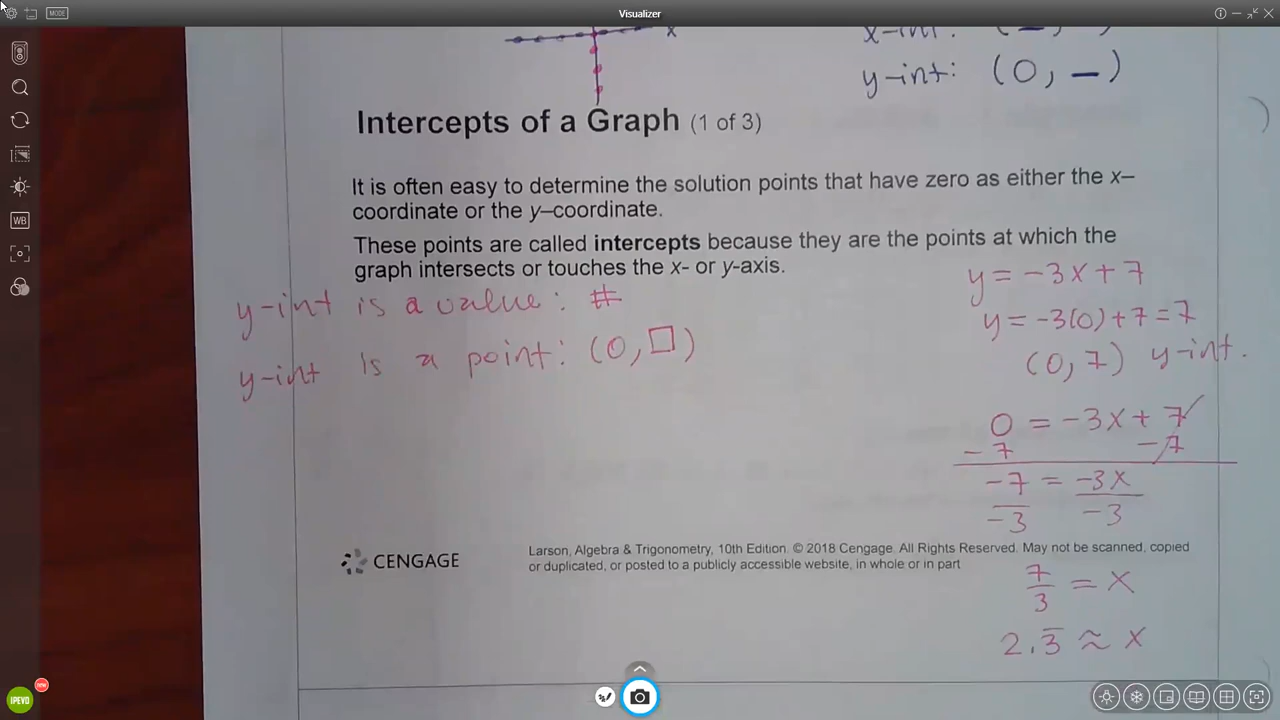 MODE
Visualizer
WB
x
x-int: (_, )
y-int: (0, _)
Intercepts of a Graph (1 of 3)
It is often easy to determine the solution points that have zero as either the x–
coordinate or the y–coordinate.
These points are called intercepts because they are the points at which the
graph intersects or touches the x- or y-axis.
y-int is a value: #
y-int is a point: (0, □)
y = -3x + 7
y = -3(0) + 7 = 7
(0, 7) y-int.
0 = -3x + 7
-7 -7
-7 = -3x
-3 -3
CENGAGE
Larson, Algebra & Trigonometry, 10th Edition. © 2018 Cengage. All Rights Reserved. May not be scanned, copied
or duplicated, or posted to a publicly accessible website, in whole or in part
7/3 = x
2.3̅ ≈ x
IPEVO
new